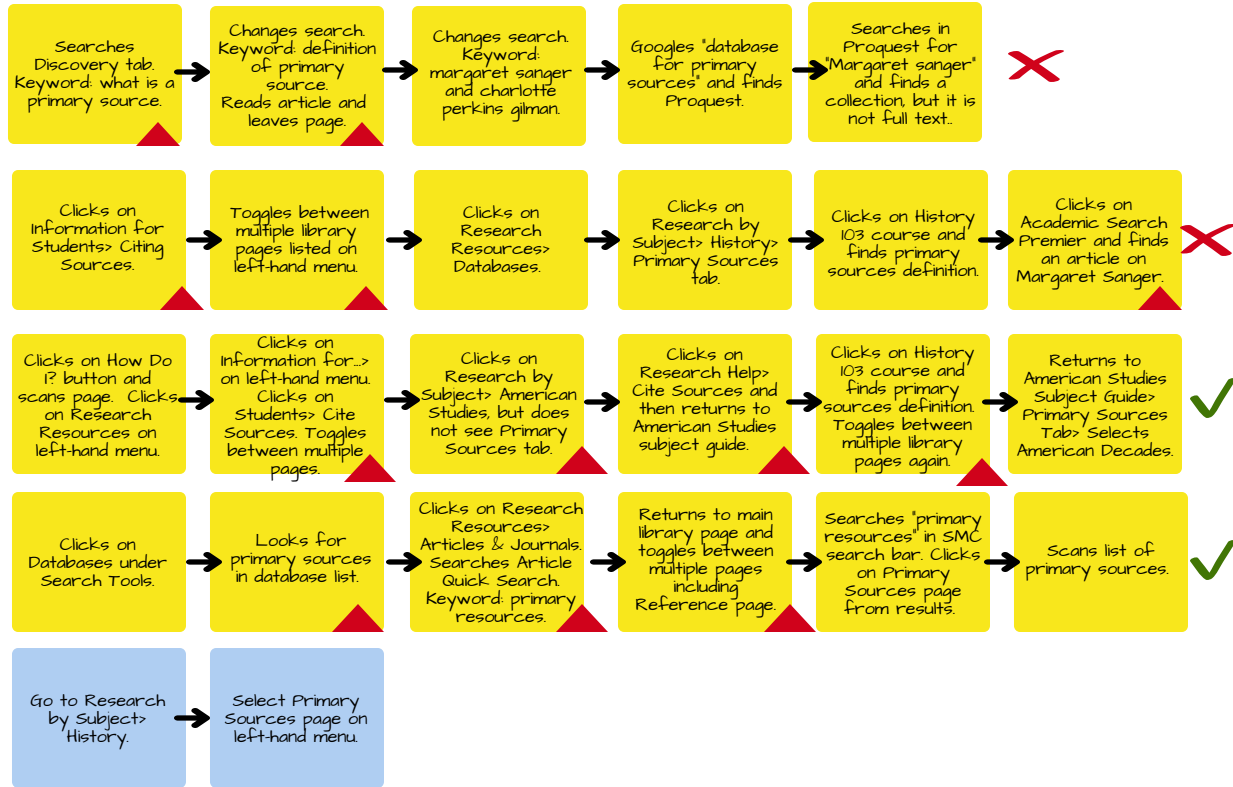 Searches
Discovery tab.
Keyword: what is a
primary source.
Changes search.
Keyword: definition
of primary
source.
Reads article and
leaves page.
Changes search.
Keyword:
margaret sanger
and charlotte
perkins gilman.
Googles "database
for primary
sources" and finds
Proquest.
Searches in
Proquest for
"Margaret sanger"
and finds a
collection, but it is
not full text..
Clicks on
Information for
Students> Citing
Sources.
Toggles between
multiple library
pages listed on
left-hand menu.
Clicks on
Research
Resources>
Databases.
Clicks on
Research by
Subject> History>
Primary Sources
tab.
Clicks on History
103 course and
finds primary
sources definition.
Clicks on
Academic Search
Premier and finds
an article on
Margaret Sanger.
Clicks on How Do
I? button and
scans page. Clicks
on Research
Resources on
left-hand menu.
Clicks on
Information for...>
on left-hand menu.
Clicks on
Students> Cite
Sources. Toggles
between multiple
pages.
Clicks on
Research by
Subject> American
Studies, but does
not see Primary
Sources tab.
Clicks on
Research Help>
Cite Sources and
then returns to
American Studies
subject guide.
Clicks on History
103 course and
finds primary
sources definition.
Toggles between
multiple library
pages again.
Returns to
American Studies
Subject Guide>
Primary Sources
Tab> Selects
American Decades.
Clicks on
Databases under
Search Tools.
Looks for
primary sources
in database list.
Clicks on Research
Resources>
Articles & Journals.
Searches Article
Quick Search.
Keyword: primary
resources.
Returns to main
library page and
toggles between
multiple pages
including
Reference page.
Searches "primary
resources" in SMC
search bar. Clicks
on Primary
Sources page
from results.
Scans list of
primary sources.
Go to Research
by Subject>
History.
Select Primary
Sources page on
left-hand menu.